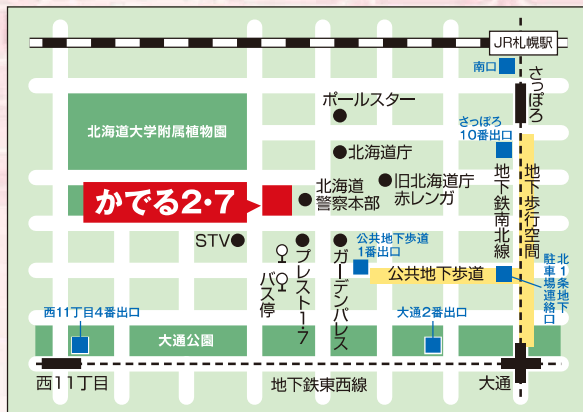 JR札幌駅
南口
さっぽろ
ポールスター
さっぽろ
10番出口
北海道大学附属植物園
北海道庁
旧北海道庁
赤レンガ
地下鉄南北線
地下歩行空間
かでる2・7
北海道
警察本部
STV
バス停
プレスト1・7
ガーデンパレス
公共地下歩道
1番出口
公共地下歩道
北1条地下
駐車場連絡口
西11丁目4番出口
大通公園
大通2番出口
西11丁目
地下鉄東西線
大通